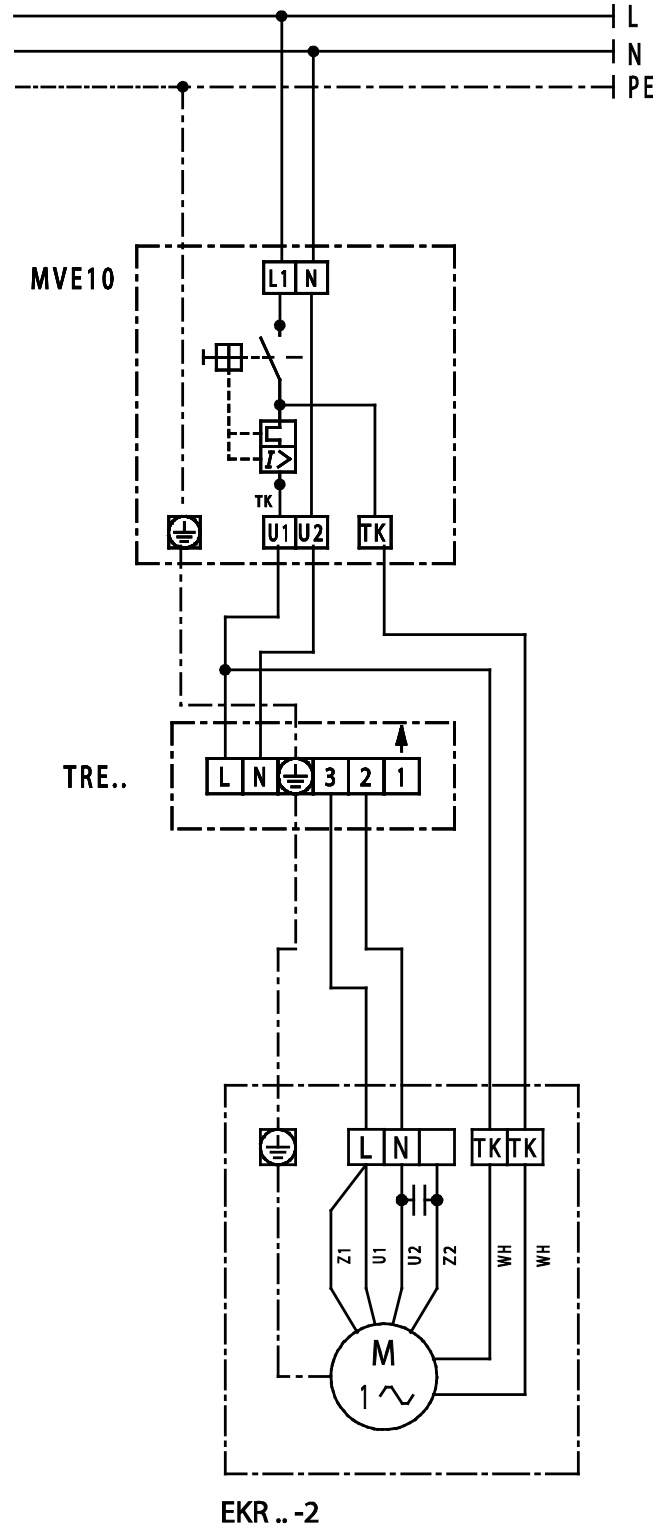 L
N
PE
MVE10
L1 N
I>
TK
U1 U2 TK
TRE..
L N 3 2 1
L N TK TK
Z1 U1 U2 Z2 WH WH
M
1
EKR .. -2